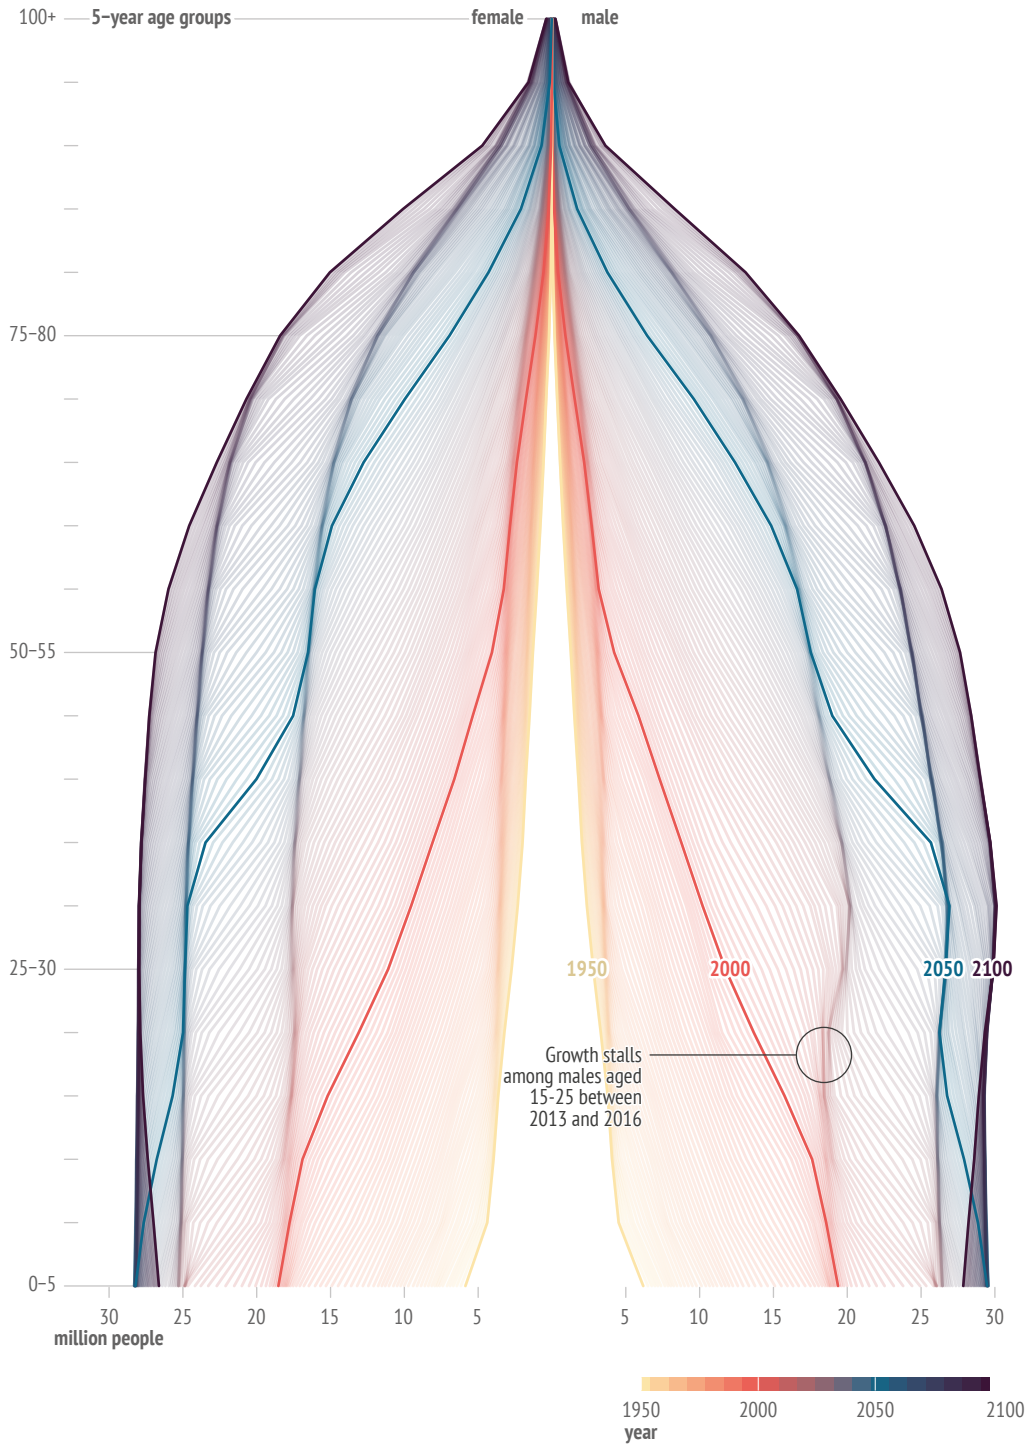 100+ 5-year age groups female male
75-80
50-55
25-30 1950 2000 2050 2100
Growth stalls
among males aged
15-25 between
2013 and 2016
0-5
30 25 20 15 10 5 5 10 15 20 25 30
million people
1950 2000 2050 2100
year